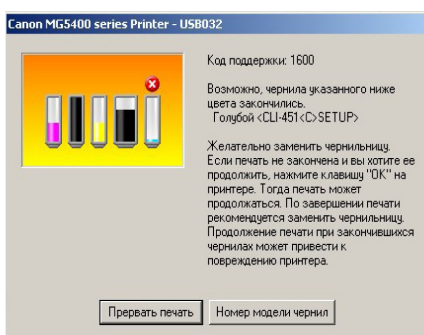 Canon MG5400 series Printer - USB032
Код поддержки: 1600
Возможно, чернила указанного ниже
цвета закончились.
Голубой <CLI-451<C>SETUP>
Желательно заменить чернильницу.
Если печать не закончена и вы хотите ее
продолжить, нажмите клавишу "ОК" на
принтере. Тогда печать может
продолжаться. По завершении печати
рекомендуется заменить чернильницу.
Продолжение печати при закончившихся
чернилах может привести к
повреждению принтера.
Прервать печать
Номер модели чернил